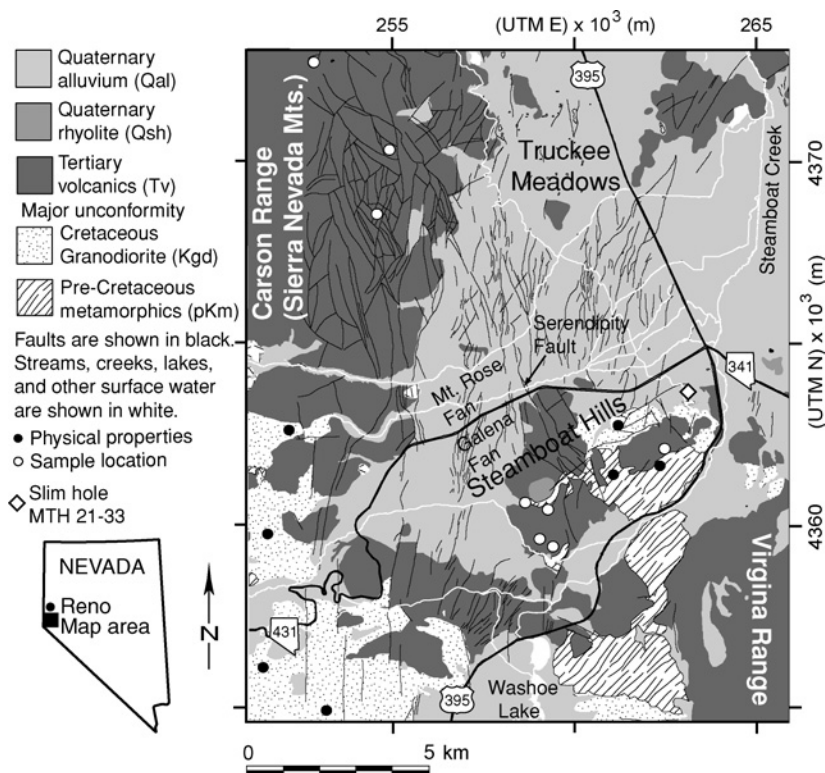 255
(UTM E) x 10³ (m)
265
Quaternary
alluvium (Qal)
Quaternary
rhyolite (Qsh)
Tertiary
volcanics (Tv)
Major unconformity
Cretaceous
Granodiorite (Kgd)
Pre-Cretaceous
metamorphics (pKm)
Faults are shown in black.
Streams, creeks, lakes,
and other surface water
are shown in white.
Physical properties
Sample location
Slim hole
MTH 21-33
NEVADA
Reno
Map area
N
395
Truckee
Meadows
Carson Range
(Sierra Nevada Mts.)
Steamboat Creek
4370
(UTM N) x 10³ (m)
4360
Serendipity
Fault
341
Mt. Rose
Fan
Galena
Fan
Steamboat Hills
Virgina Range
431
395
Washoe
Lake
0
5 km